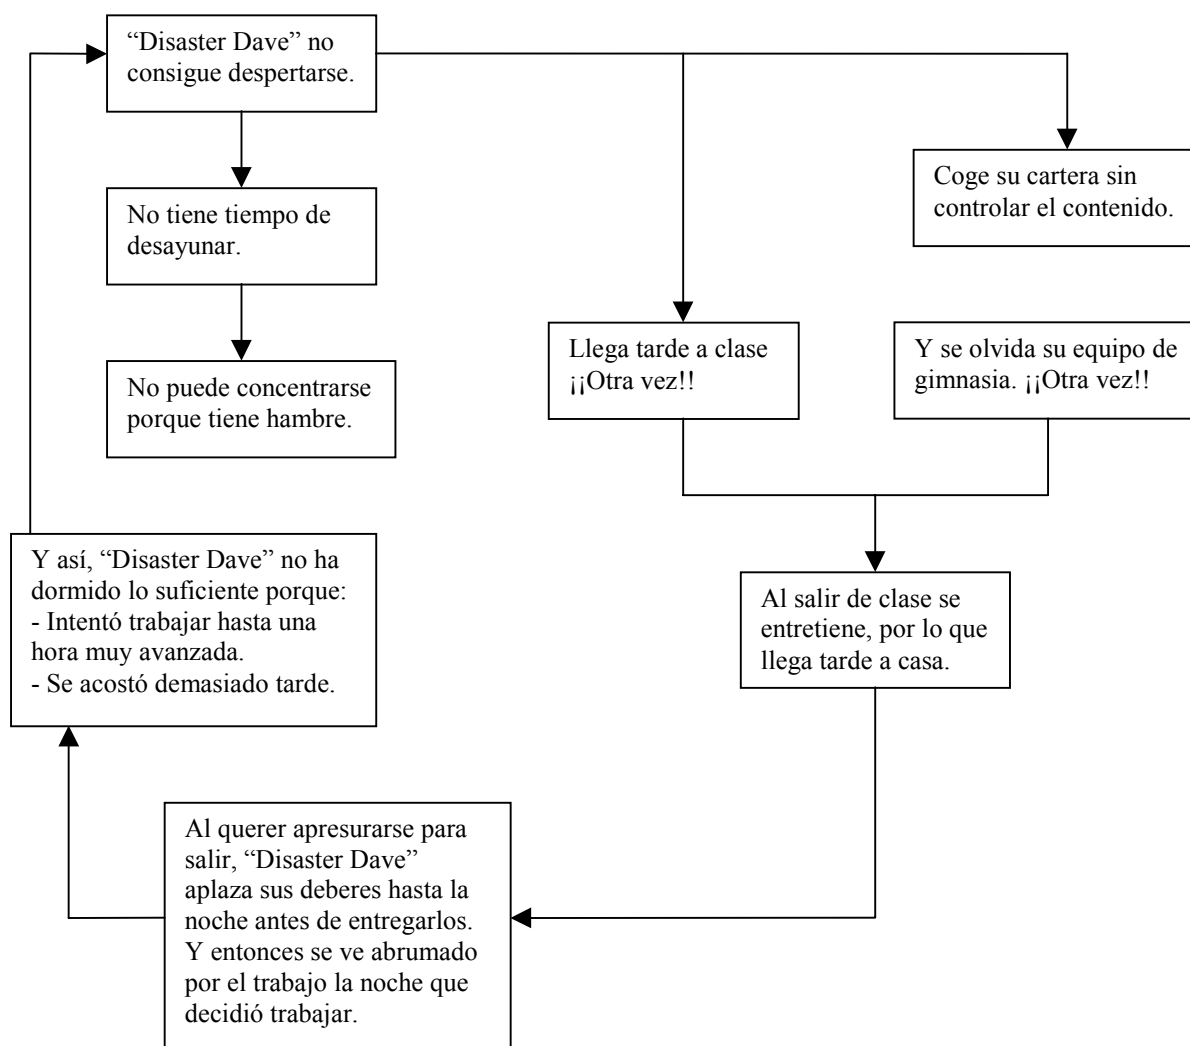 “Disaster Dave” no
consigue despertarse.
Coge su cartera sin
controlar el contenido.
No tiene tiempo de
desayunar.
Llega tarde a clase
¡¡Otra vez!!
Y se olvida su equipo de
gimnasia. ¡¡Otra vez!!
No puede concentrarse
porque tiene hambre.
Y así, “Disaster Dave” no ha
dormido lo suficiente porque:
- Intentó trabajar hasta una
hora muy avanzada.
- Se acostó demasiado tarde.
Al salir de clase se
entretiene, por lo que
llega tarde a casa.
Al querer apresurarse para
salir, “Disaster Dave”
aplaza sus deberes hasta la
noche antes de entregarlos.
Y entonces se ve abrumado
por el trabajo la noche que
decidió trabajar.